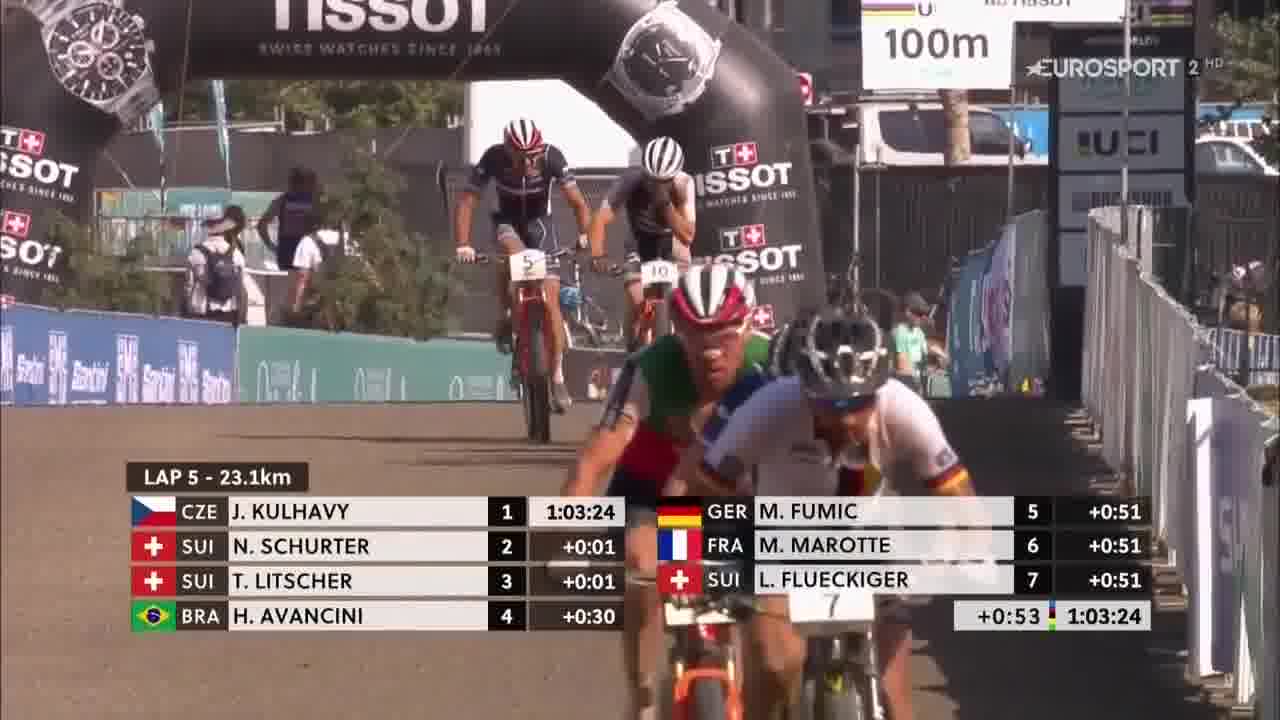 TISSOT
SWISS WATCHES SINCE 1853
100m
EUROSPORT 2 HD
UCI
TISSOT
TISSOT
SOT
SOT
5
10
7
LAP 5 - 23.1km
CZE J. KULHAVY 1 1:03:24
SUI N. SCHURTER 2 +0:01
SUI T. LITSCHER 3 +0:01
BRA H. AVANCINI 4 +0:30
GER M. FUMIC 5 +0:51
FRA M. MAROTTE 6 +0:51
SUI L. FLUECKIGER 7 +0:51
+0:53 1:03:24